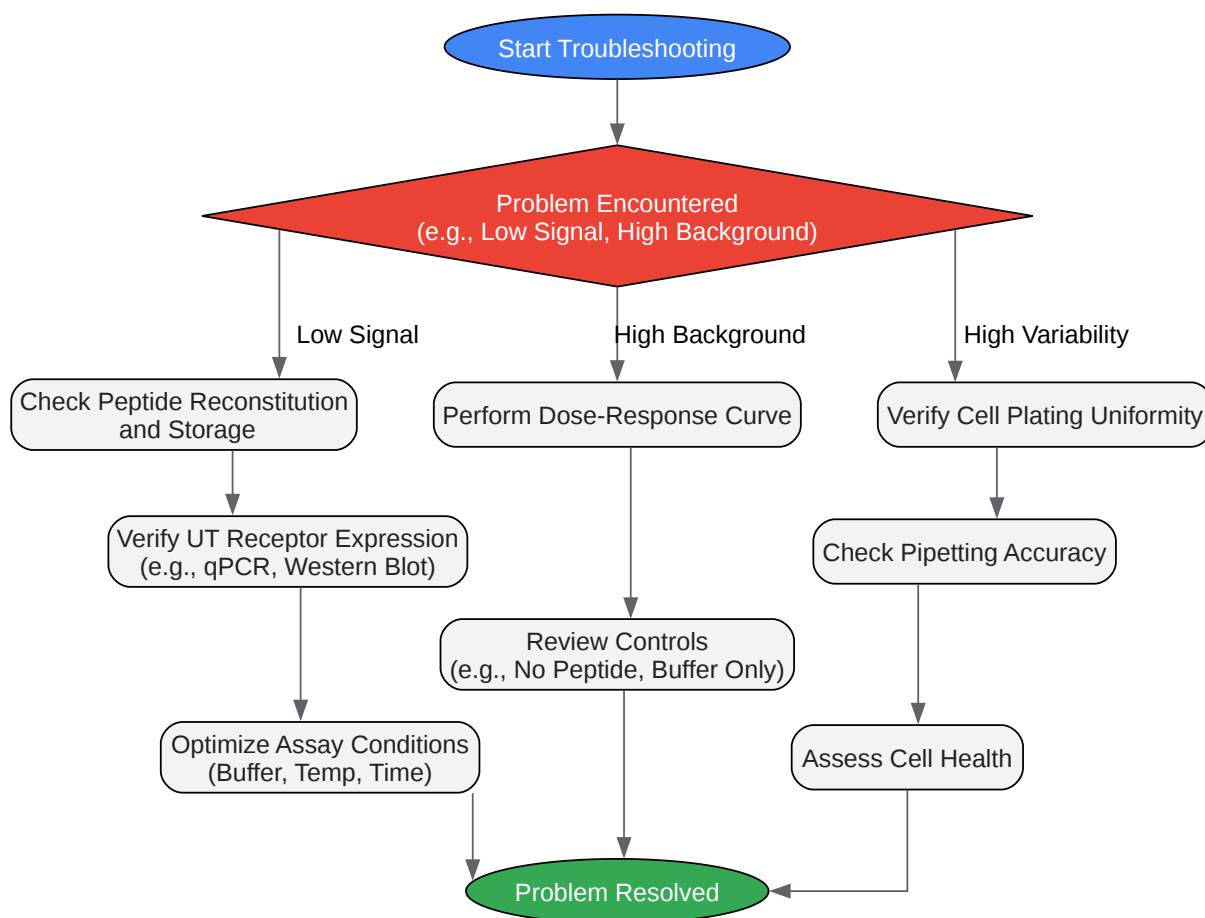 Start Troubleshooting
Problem Encountered
(e.g., Low Signal, High Background)
Low Signal
High Background
High Variability
Check Peptide Reconstitution
and Storage
Perform Dose-Response Curve
Verify Cell Plating Uniformity
Verify UT Receptor Expression
(e.g., qPCR, Western Blot)
Check Pipetting Accuracy
Review Controls
(e.g., No Peptide, Buffer Only)
Optimize Assay Conditions
(Buffer, Temp, Time)
Assess Cell Health
Problem Resolved